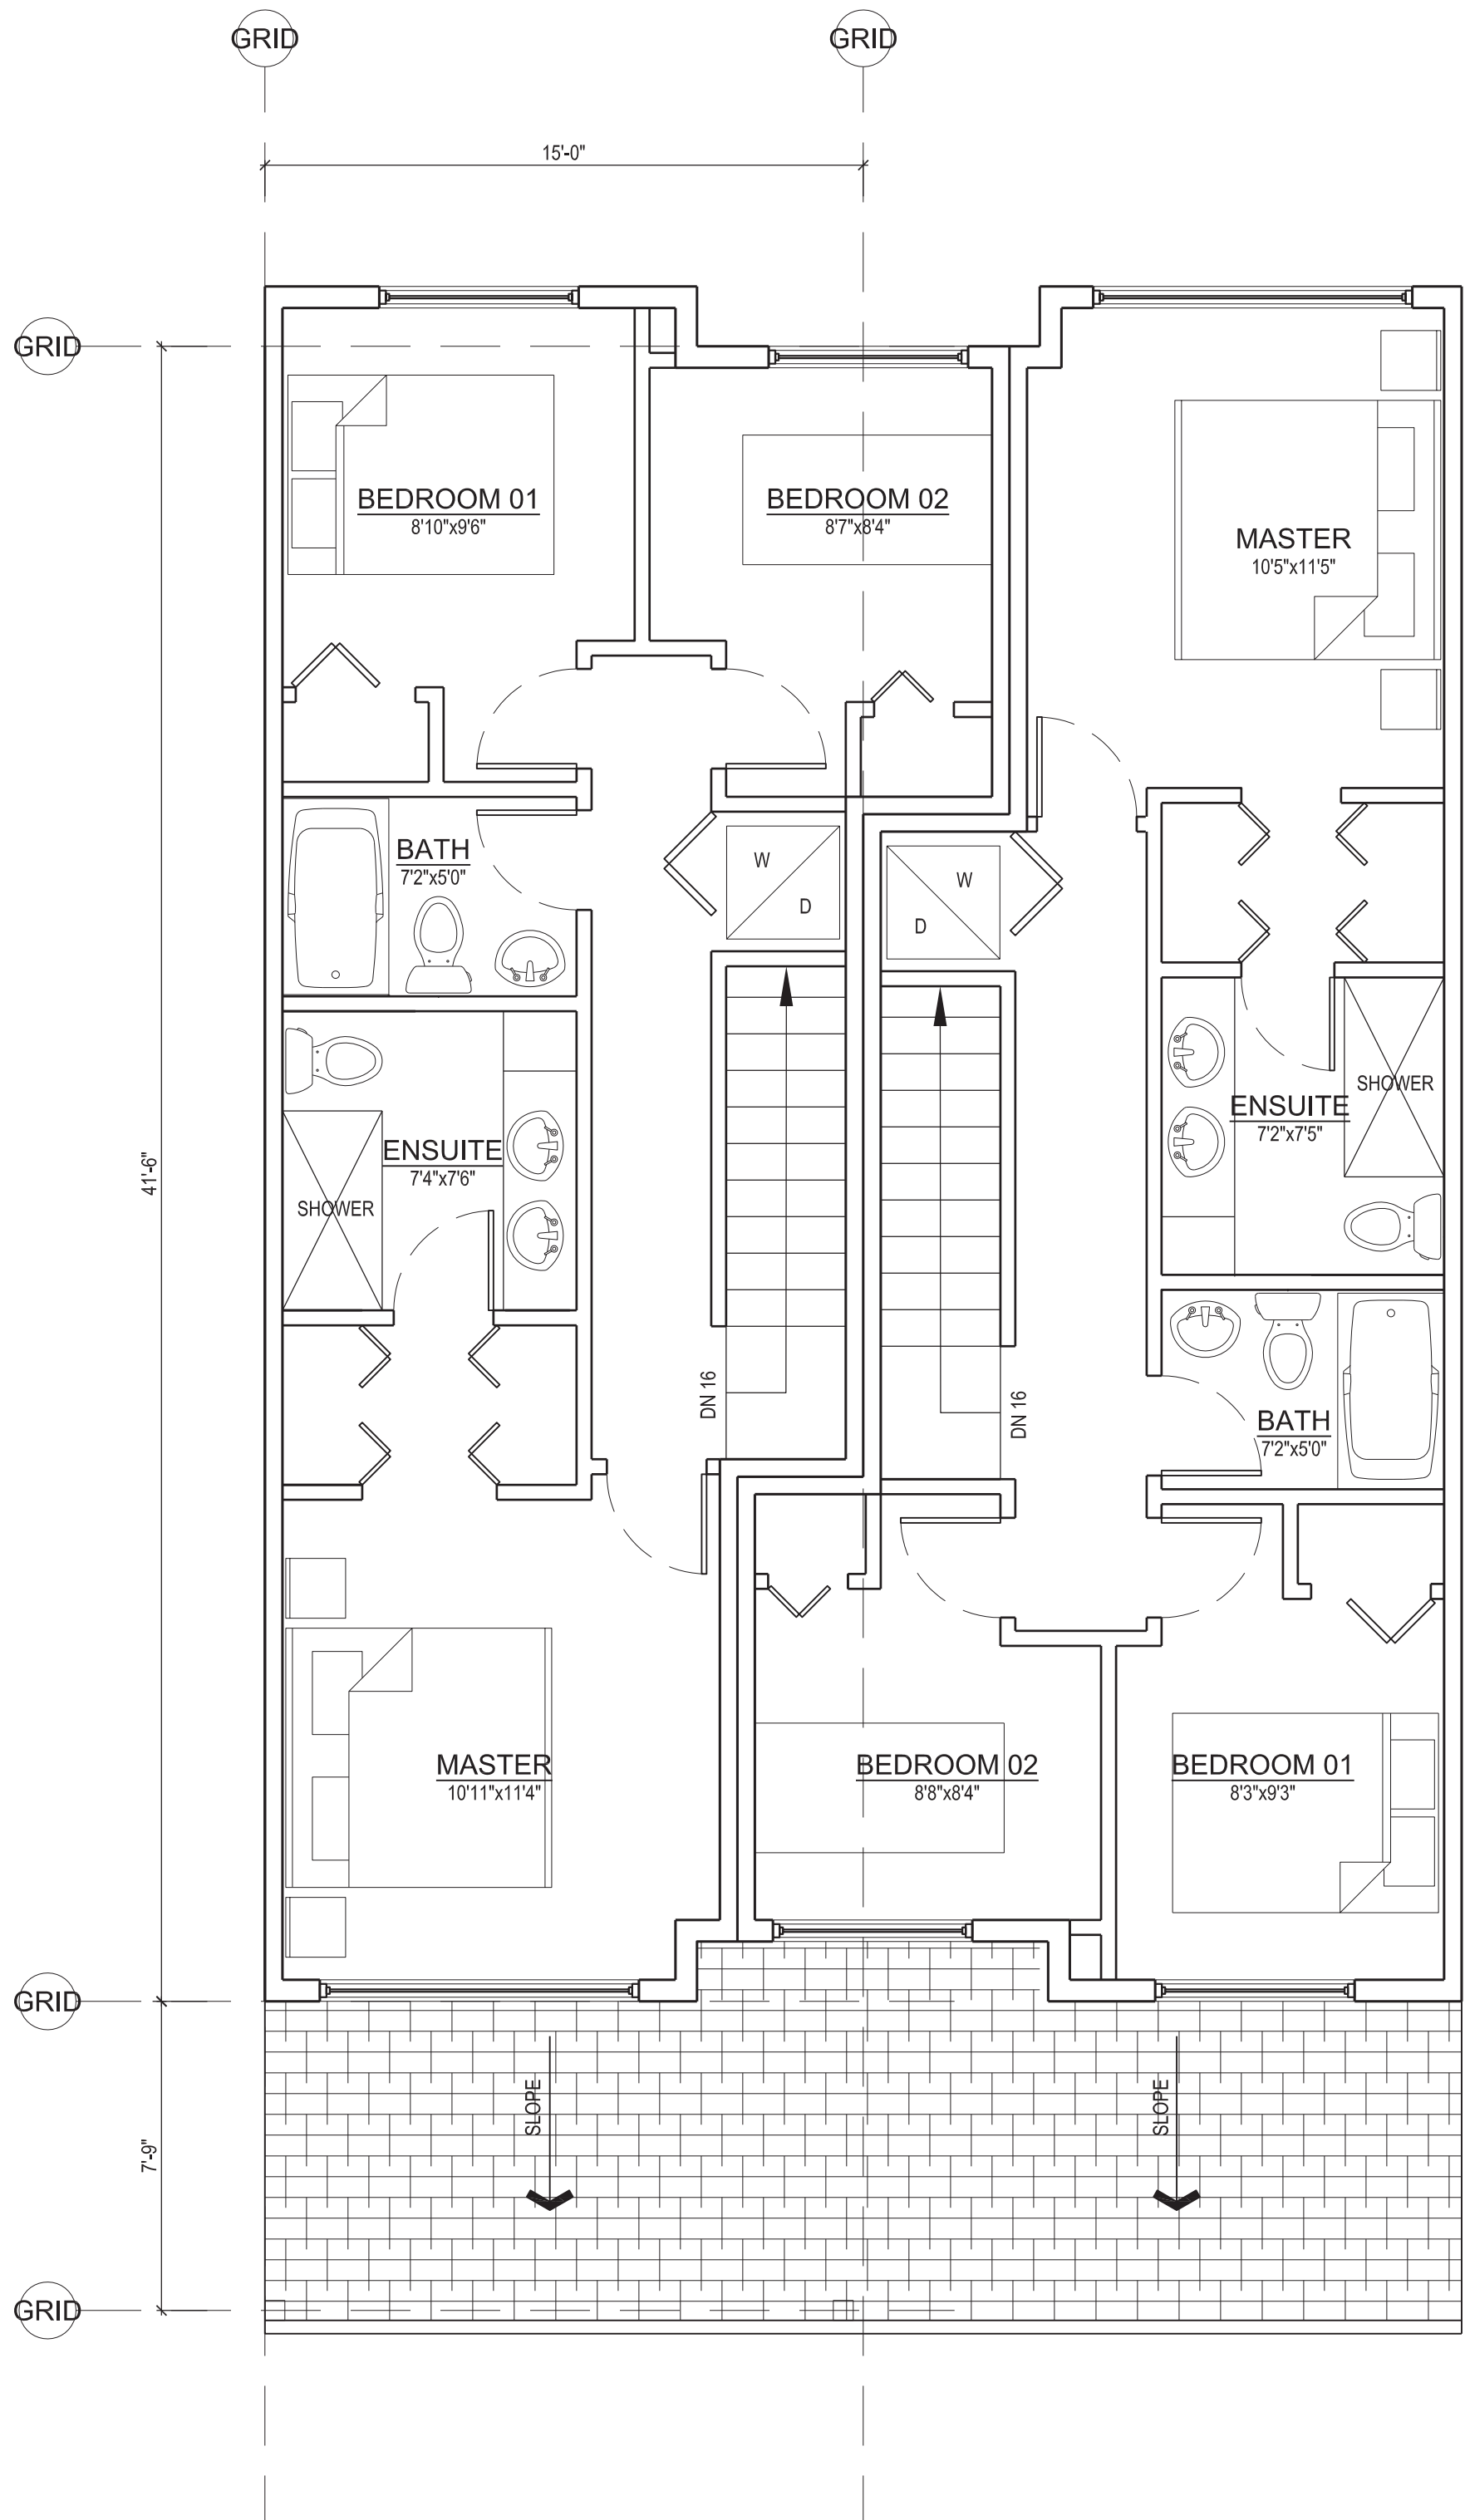 GRID
GRID
15'-0"
GRID
BEDROOM 01
8'10"x9'6"
BEDROOM 02
8'7"x8'4"
MASTER
10'5"x11'5"
BATH
7'2"x5'0"
W
D
W
D
SHOWER
ENSUITE
7'2"x7'5"
ENSUITE
7'4"x7'6"
SHOWER
41'-6"
DN 16
DN 16
BATH
7'2"x5'0"
MASTER
10'11"x11'4"
BEDROOM 02
8'8"x8'4"
BEDROOM 01
8'3"x9'3"
GRID
SLOPE
SLOPE
7'-9"
GRID